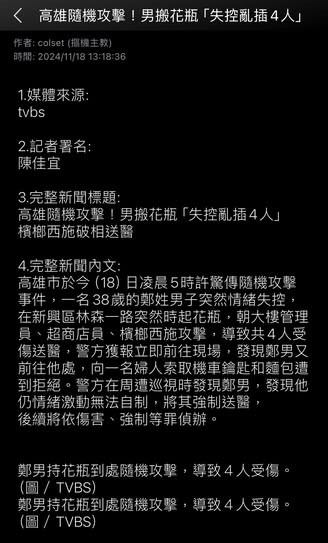 高雄隨機攻擊！男搬花瓶「失控亂插4人」
作者: colset (摳機主教)
時間: 2024/11/18 13:18:36
1.媒體來源:
tvbs
2.記者署名:
陳佳宜
3.完整新聞標題:
高雄隨機攻擊！男搬花瓶「失控亂插4人」
檳榔西施破相送醫
4.完整新聞內文:
高雄市於今（18）日凌晨5時許驚傳隨機攻擊
事件，一名38歲的鄭姓男子突然情緒失控，
在新興區林森一路突然時起花瓶，朝大樓管理
員、超商店員、檳榔西施攻擊，導致共4人受
傷送醫，警方獲報立即前往現場，發現鄭男又
前往他處，向一名婦人索取機車鑰匙和麵包遭
到拒絕。警方在周遭巡視時發現鄭男，發現他
仍情緒激動無法自制，將其強制送醫，
後續將依傷害、強制等罪偵辦。
鄭男持花瓶到處隨機攻擊，導致4人受傷。
(圖 / TVBS)
鄭男持花瓶到處隨機攻擊，導致4人受傷。
(圖 / TVBS)